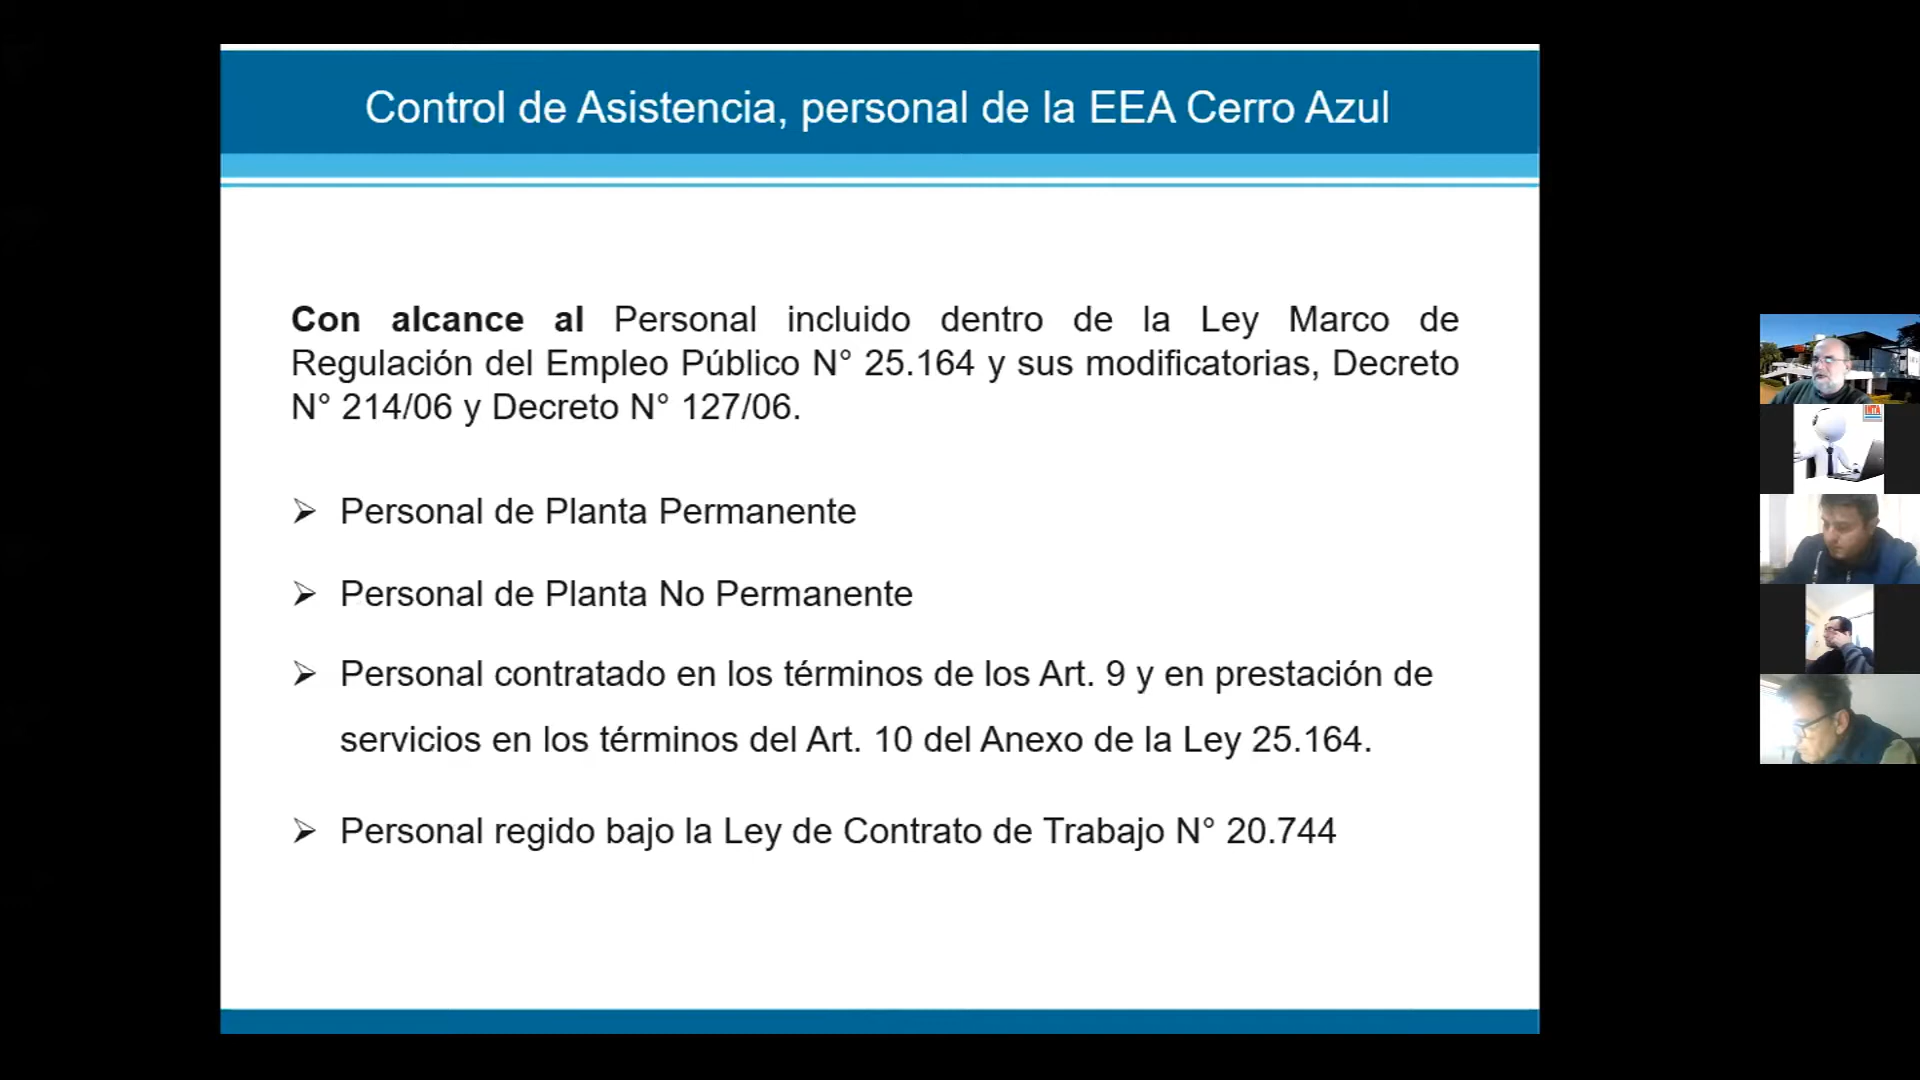 Control de Asistencia, personal de la EEA Cerro Azul
Con alcance al Personal incluido dentro de la Ley Marco de
Regulación del Empleo Público N° 25.164 y sus modificatorias, Decreto
N° 214/06 y Decreto N° 127/06.
Personal de Planta Permanente
Personal de Planta No Permanente
Personal contratado en los términos de los Art. 9 y en prestación de
servicios en los términos del Art. 10 del Anexo de la Ley 25.164.
Personal regido bajo la Ley de Contrato de Trabajo N° 20.744